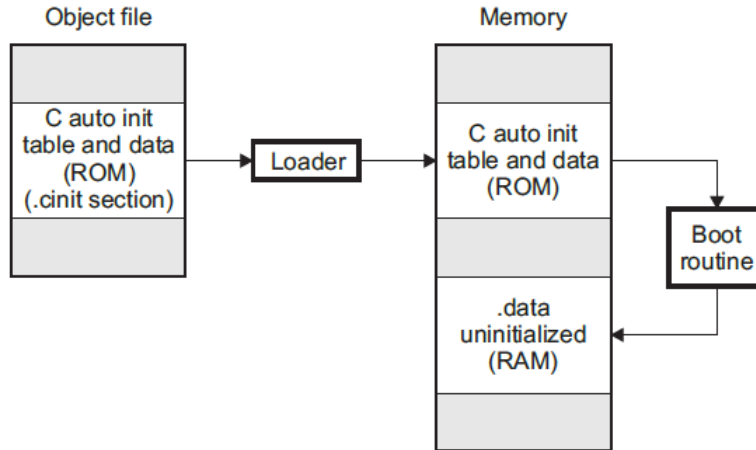 Object file
Memory
C auto init
table and data
(ROM)
(.cinit section)
Loader
C auto init
table and data
(ROM)
Boot
routine
.data
uninitialized
(RAM)